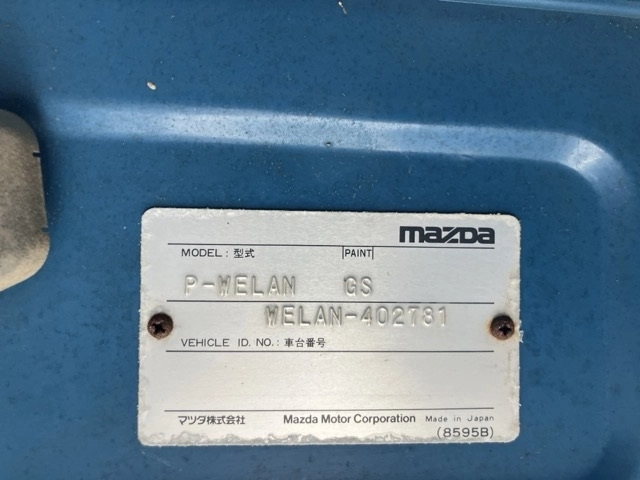 mazda
MODEL : 型式 PAINT
P-WELAN GS
WELAN-402781
VEHICLE ID. NO. : 車台番号
マツダ株式会社 Mazda Motor Corporation Made in Japan
(8595B)